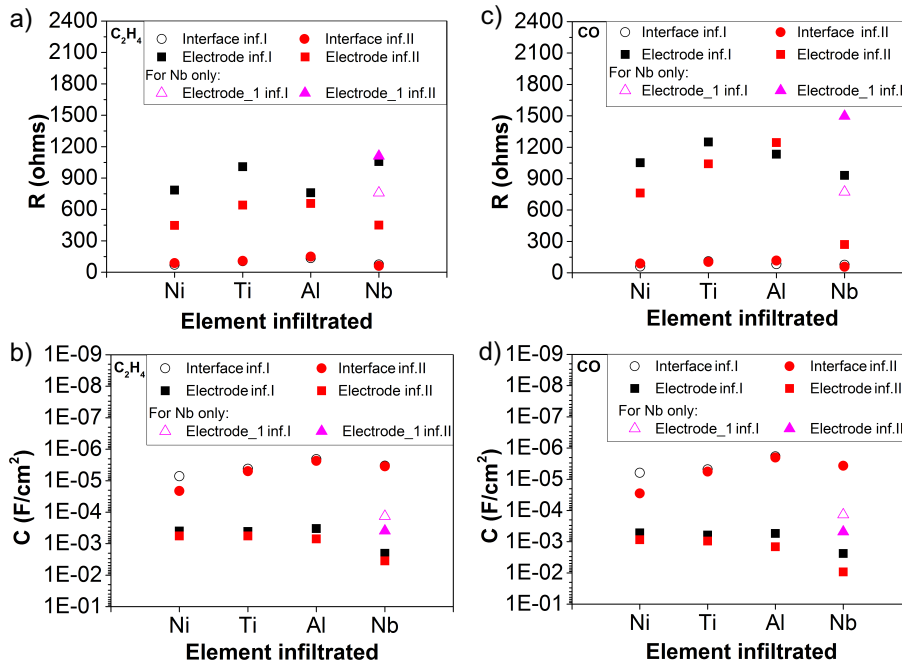 a)
2400
2100
1800
1500
1200
900
600
300
0
R (ohms)
C2H4
Interface inf.I
Interface inf.II
Electrode inf.I
Electrode inf.II
For Nb only:
Electrode_1 inf.I
Electrode_1 inf.II
Ni Ti Al Nb
Element infiltrated
c)
2400
2100
1800
1500
1200
900
600
300
0
R (ohms)
CO
Interface inf.I
Interface inf.II
Electrode inf.I
Electrode inf.II
For Nb only:
Electrode_1 inf.I
Electrode_1 inf.II
Ni Ti Al Nb
Element infiltrated
b)
1E-09
1E-08
1E-07
1E-06
1E-05
1E-04
1E-03
1E-02
1E-01
C (F/cm2)
C2H4
Interface inf.I
Interface inf.II
Electrode inf.I
Electrode inf.II
For Nb only:
Electrode_1 inf.I
Electrode_1 inf.II
Ni Ti Al Nb
Element infiltrated
d)
1E-09
1E-08
1E-07
1E-06
1E-05
1E-04
1E-03
1E-02
1E-01
C (F/cm2)
CO
Interface inf.I
Interface inf.II
Electrode inf.I
Electrode inf.II
For Nb only:
Electrode_1 inf.I
Electrode inf.II
Ni Ti Al Nb
Element infiltrated